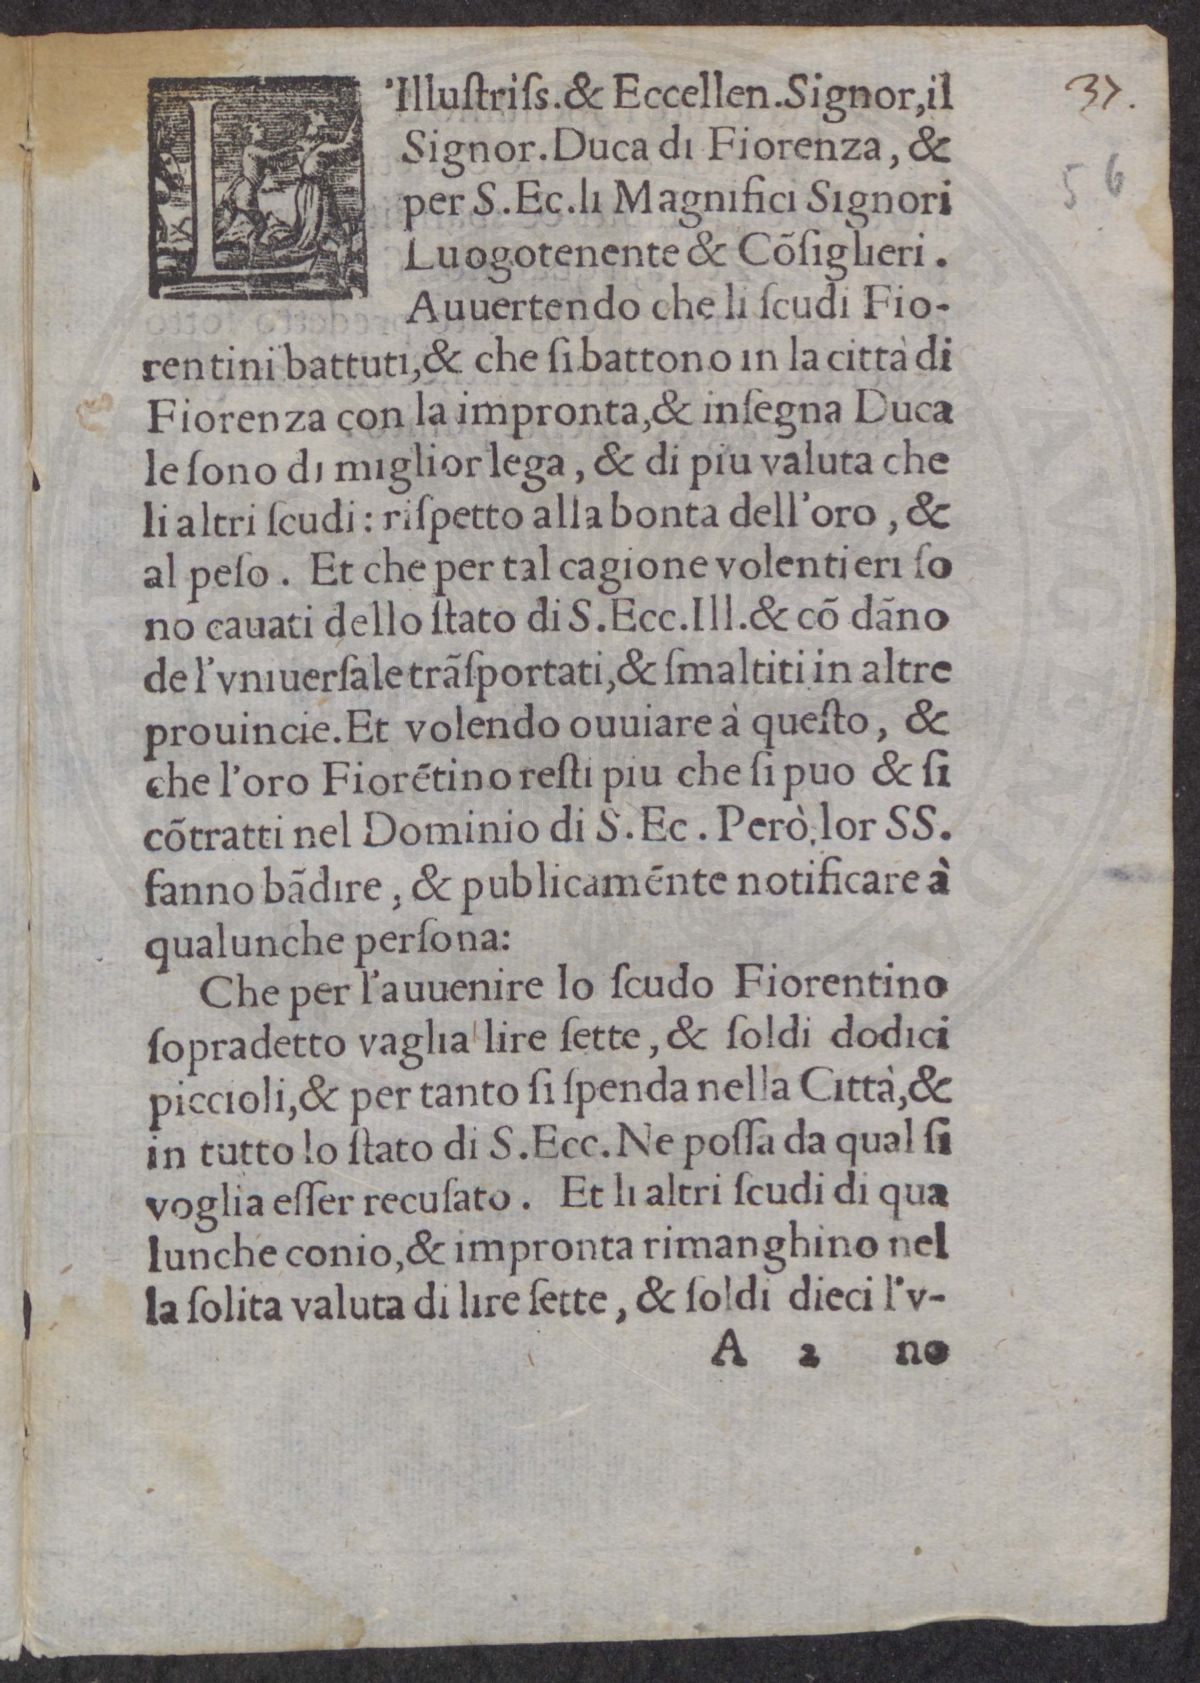 37.
56
L'Illuſtriſs.& Eccellen.Signor,il
Signor.Duca di Fiorenza, &
per S.Ec.li Magnifici Signori
Luogotenente & Cõſiglieri.
Auuertendo che li ſcudi Fio-
rentini battuti,& che ſi battono in la città di
Fiorenza con la impronta,& inſegna Duca
le ſono di miglior lega, & di piu valuta che
li altri ſcudi: riſpetto alla bonta dell'oro, &
al peſo. Et che per tal cagione volentieri ſo
no cauati dello ſtato di S.Ecc.Ill.& cõ dãno
de l'vniuerſale trãſportati,& ſmaltiti in altre
prouincie.Et volendo ouuiare à queſto, &
che l'oro Fiorẽtino reſti piu che ſi puo & ſi
cõtratti nel Dominio di S.Ec. Però lor SS.
fanno bãdire, & publicamẽnte notificare à
qualunche perſona:
Che per l'auuenire lo ſcudo Fiorentino
ſopradetto vaglia lire ſette, & ſoldi dodici
piccioli,& per tanto ſi ſpenda nella Città,&
in tutto lo ſtato di S.Ecc.Ne poſſa da qual ſi
voglia eſſer recuſato. Et li altri ſcudi di qua
lunche conio,& impronta rimanghino nel
la ſolita valuta di lire ſette, & ſoldi dieci l'v-
A 2 no